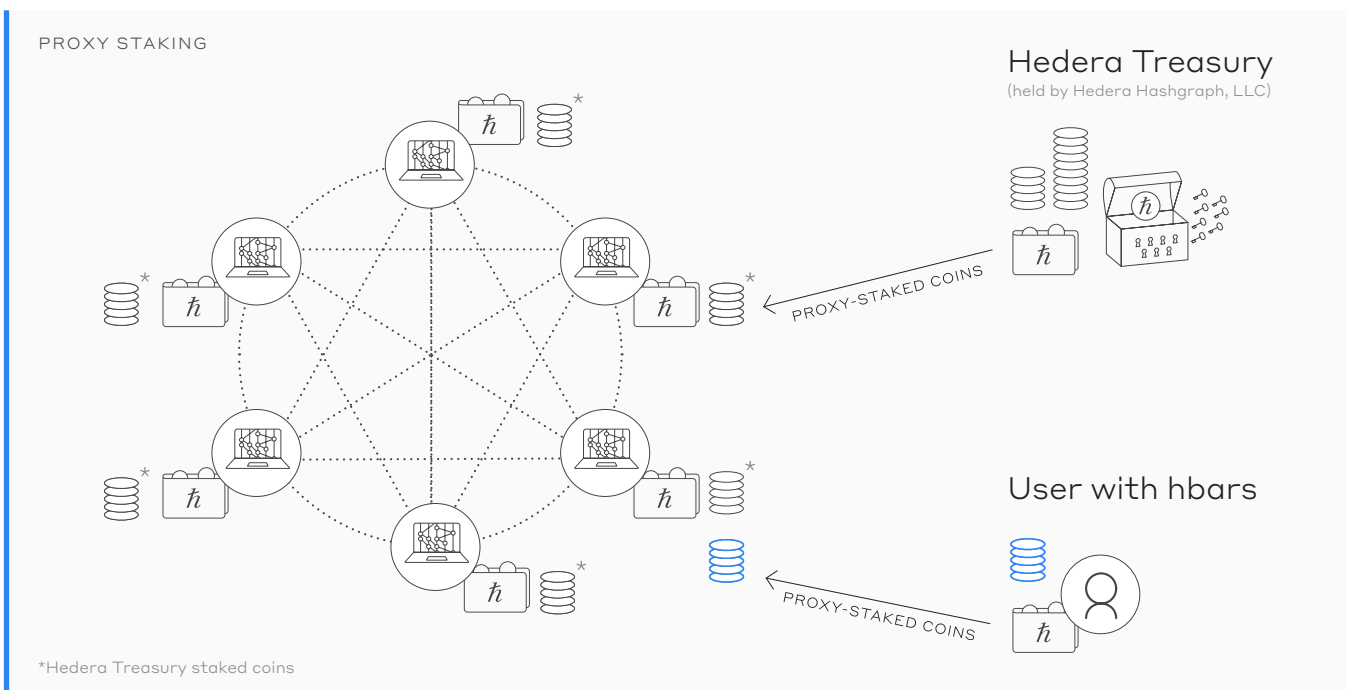 PROXY STAKING
Hedera Treasury
(held by Hedera Hashgraph, LLC)
*
ℏ
ℏ
*
ℏ
ℏ
*
ℏ
*
ℏ
PROXY-STAKED COINS
*
ℏ
*
ℏ
User with hbars
ℏ
*
PROXY-STAKED COINS
ℏ
*Hedera Treasury staked coins